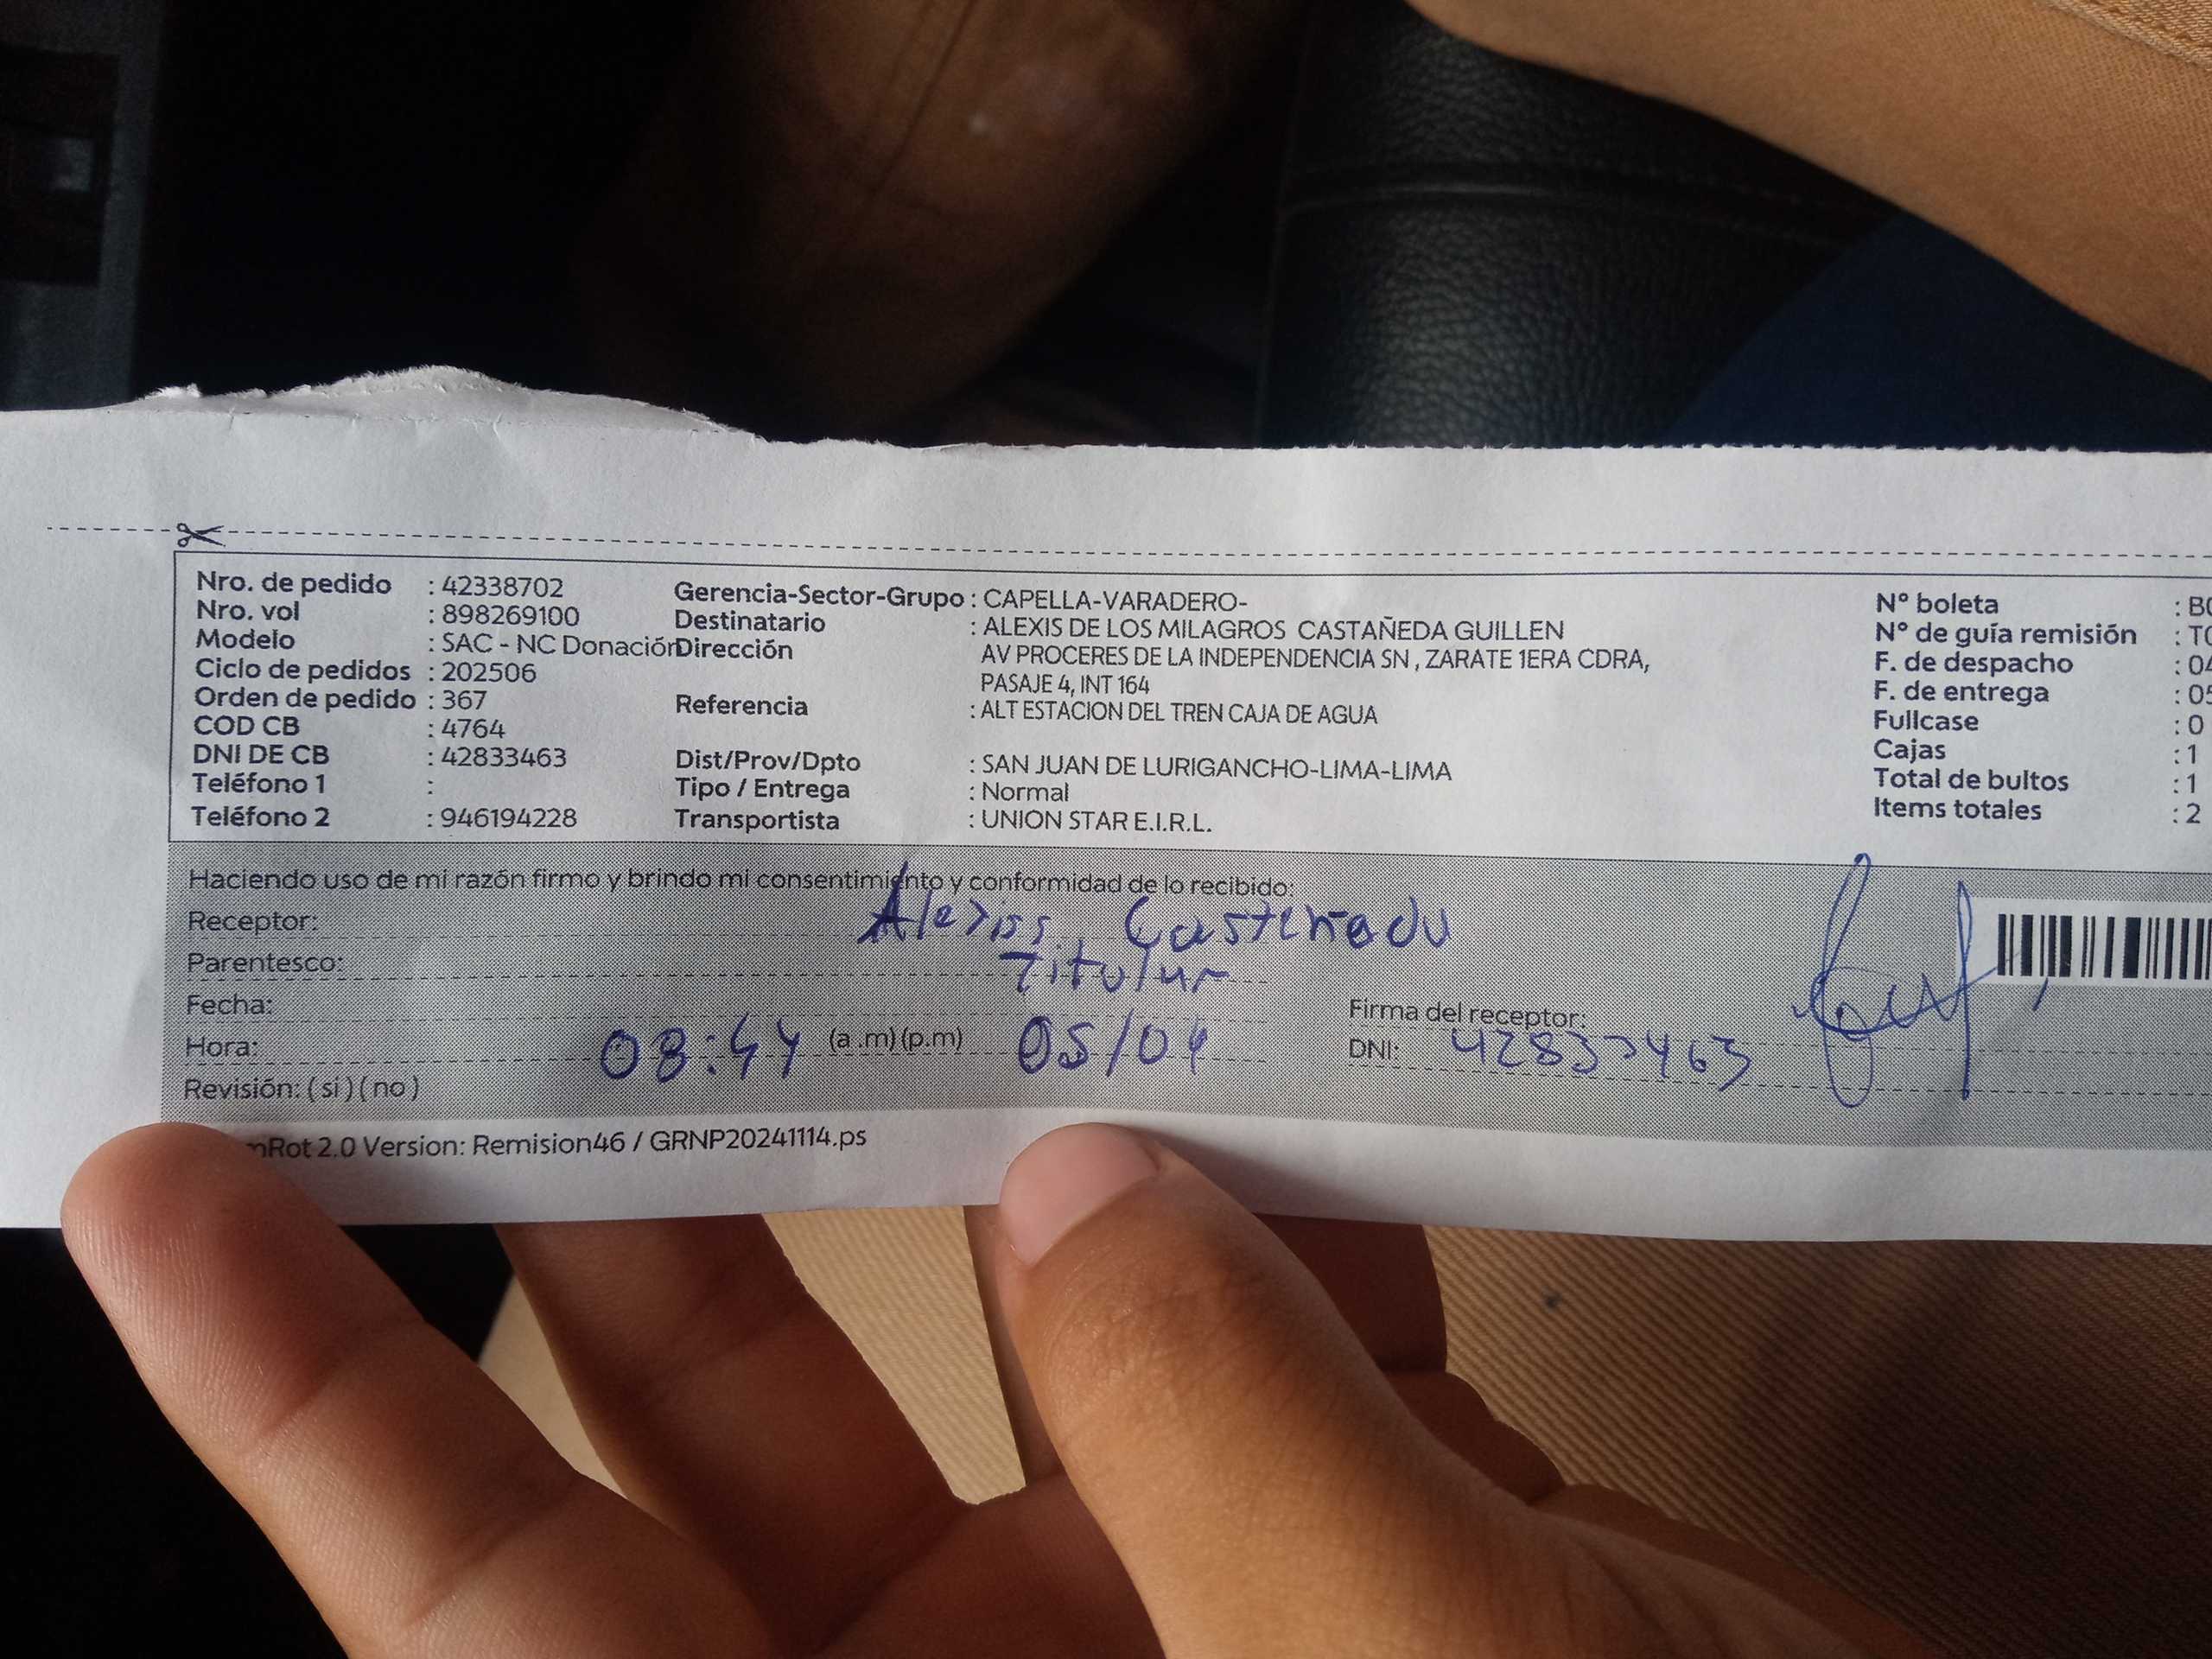 Nro. de pedido : 42338702
Nro. vol : 898269100
Modelo : SAC - NC Donación
Ciclo de pedidos : 202506
Orden de pedido : 367
COD CB : 4764
DNI DE CB : 42833463
Teléfono 1 :
Teléfono 2 : 946194228
Gerencia-Sector-Grupo : CAPELLA-VARADERO-
Destinatario : ALEXIS DE LOS MILAGROS CASTAÑEDA GUILLEN
Dirección AV PROCERES DE LA INDEPENDENCIA SN , ZARATE 1ERA CDRA,
PASAJE 4, INT 164
Referencia : ALT ESTACION DEL TREN CAJA DE AGUA
Dist/Prov/Dpto : SAN JUAN DE LURIGANCHO-LIMA-LIMA
Tipo / Entrega : Normal
Transportista : UNION STAR E.I.R.L.
N° boleta : B0
N° de guía remisión : T0
F. de despacho : 04
F. de entrega : 05
Fullcase : 0
Cajas : 1
Total de bultos : 1
Items totales : 2
Haciendo uso de mi razón firmo y brindo mi consentimiento y conformidad de lo recibido:
Receptor: Alexis Castañeda
Parentesco: Titular
Fecha:
Hora: 08:44 (a.m) (p.m) 05/04
Revisión: ( si ) ( no )
Firma del receptor:
DNI: 42833463
mRot 2.0 Version: Remision46 / GRNP20241114.ps